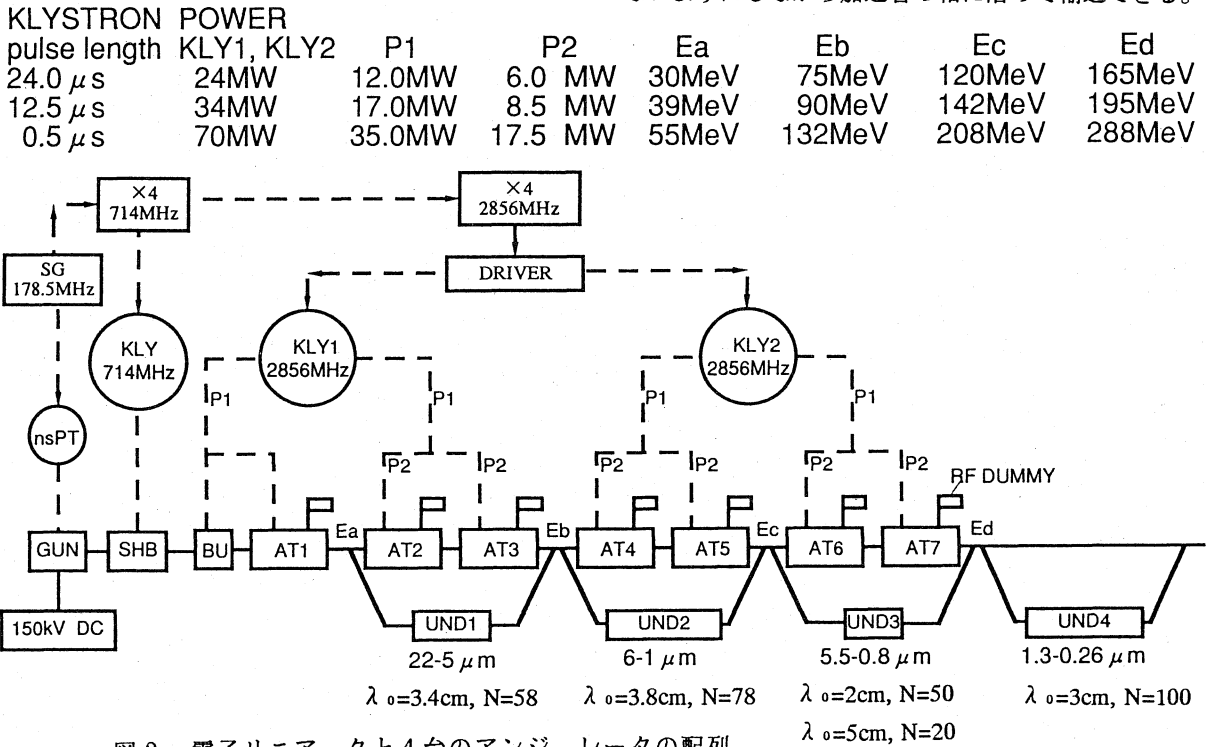 KLYSTRON POWER
pulse length KLY1, KLY2 P1 P2 Ea Eb Ec Ed
24.0 μs 24MW 12.0MW 6.0 MW 30MeV 75MeV 120MeV 165MeV
12.5 μs 34MW 17.0MW 8.5 MW 39MeV 90MeV 142MeV 195MeV
0.5 μs 70MW 35.0MW 17.5 MW 55MeV 132MeV 208MeV 288MeV
×4
714MHz
×4
2856MHz
SG
178.5MHz
DRIVER
KLY
714MHz
KLY1
2856MHz
KLY2
2856MHz
P1
P1
P1
P1
nsPT
P2
P2
P2
P2
P2
P2
RF DUMMY
GUN
SHB
BU
AT1
Ea
AT2
AT3
Eb
AT4
AT5
Ec
AT6
AT7
Ed
150kV DC
UND1
UND2
UND3
UND4
22-5 μm
6-1 μm
5.5-0.8 μm
1.3-0.26 μm
λ₀=3.4cm, N=58
λ₀=3.8cm, N=78
λ₀=2cm, N=50
λ₀=3cm, N=100
λ₀=5cm, N=20